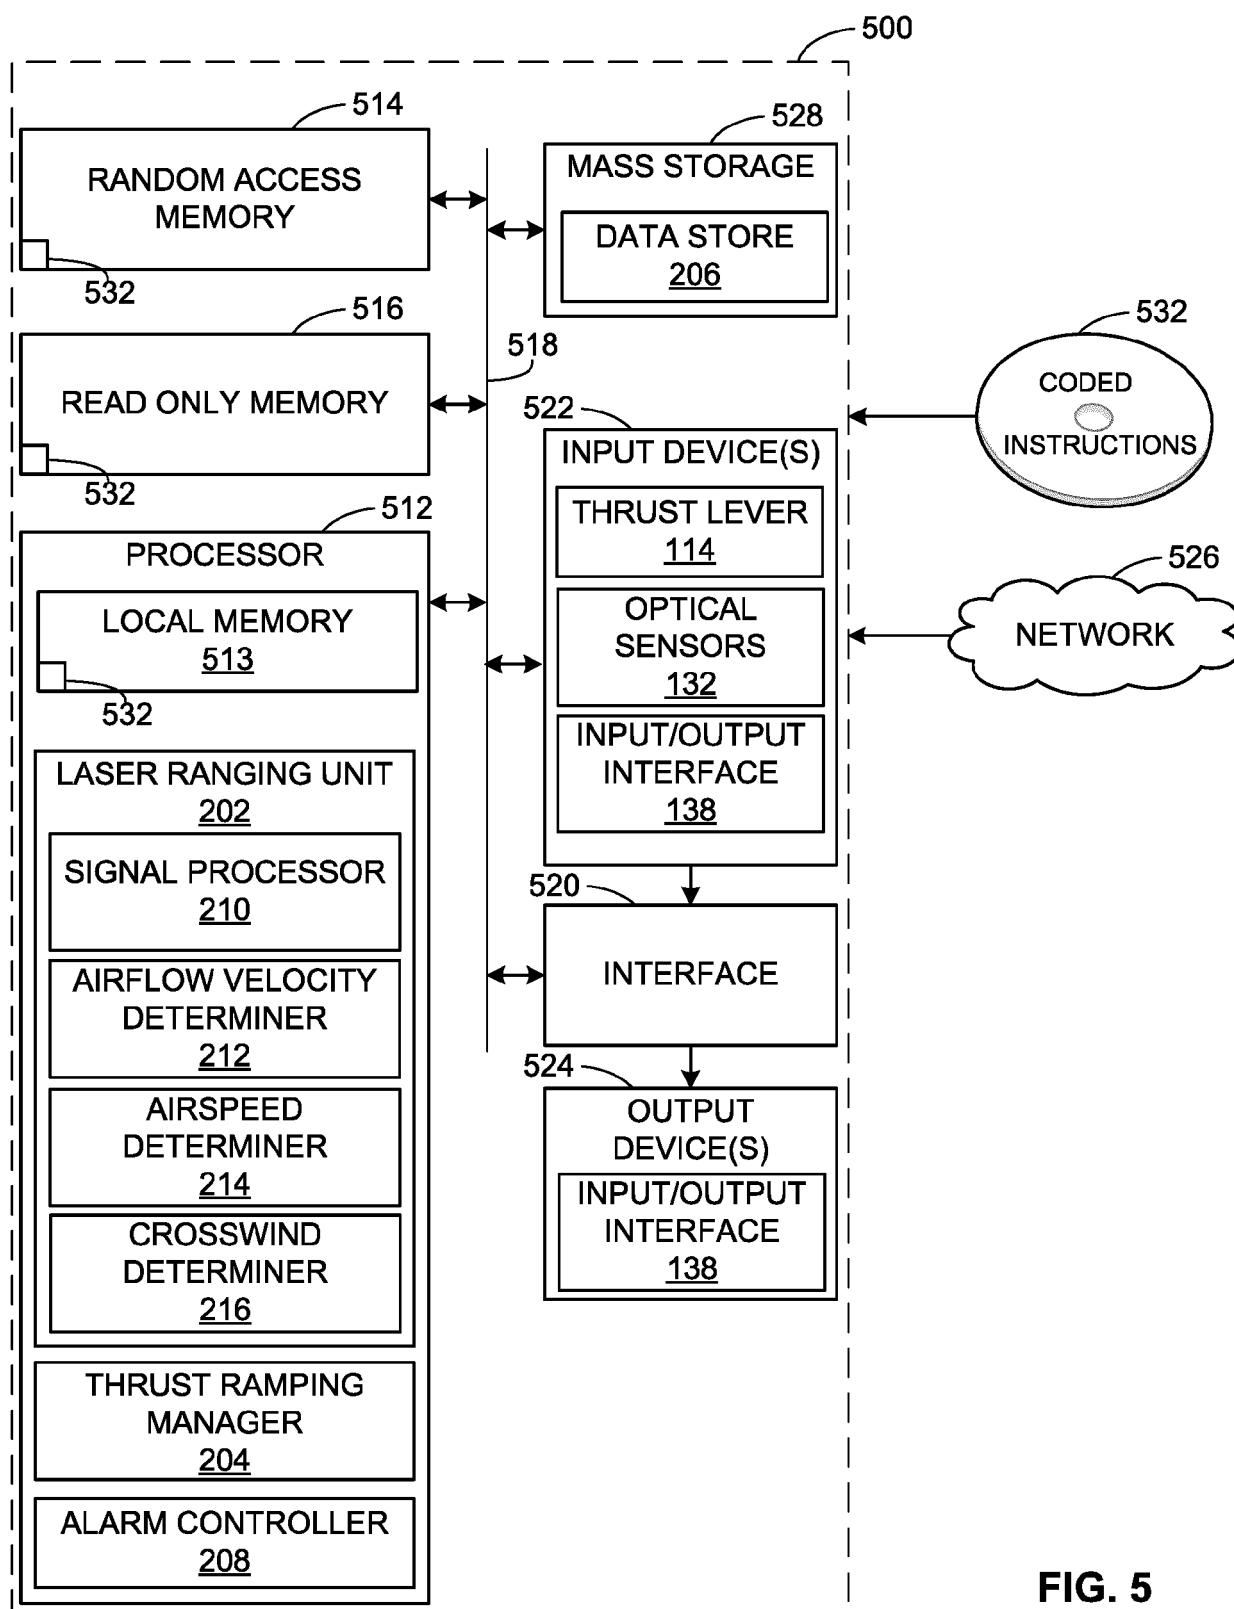 500
514
RANDOM ACCESS
MEMORY
532
516
READ ONLY MEMORY
532
512
PROCESSOR
LOCAL MEMORY
513
532
LASER RANGING UNIT
202
SIGNAL PROCESSOR
210
AIRFLOW VELOCITY
DETERMINER
212
AIRSPEED
DETERMINER
214
CROSSWIND
DETERMINER
216
THRUST RAMPING
MANAGER
204
ALARM CONTROLLER
208
518
528
MASS STORAGE
DATA STORE
206
522
INPUT DEVICE(S)
THRUST LEVER
114
OPTICAL
SENSORS
132
INPUT/OUTPUT
INTERFACE
138
520
INTERFACE
524
OUTPUT
DEVICE(S)
INPUT/OUTPUT
INTERFACE
138
532
CODED
INSTRUCTIONS
526
NETWORK
FIG. 5